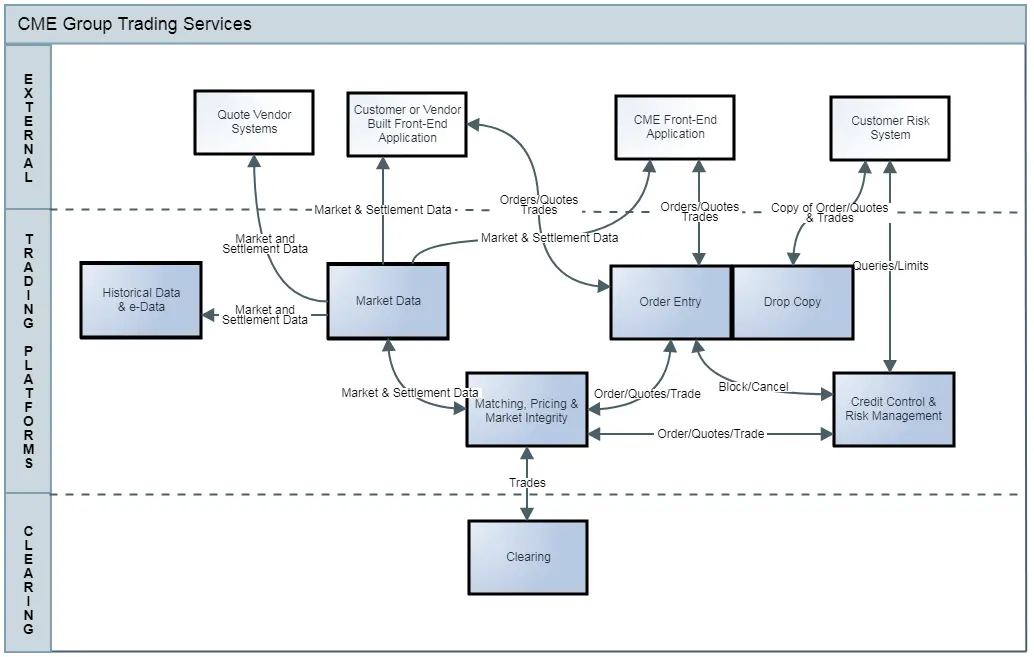 CME Group Trading Services
EXTERNAL
Quote Vendor
Systems
Customer or Vendor
Built Front-End
Application
CME Front-End
Application
Customer Risk
System
Market & Settlement Data
Orders/Quotes
Trades
Orders/Quotes
Trades
Copy of Order/Quotes
& Trades
TRADING PLATFORMS
Market and
Settlement Data
Market & Settlement Data
Queries/Limits
Historical Data
& e-Data
Market and
Settlement Data
Market Data
Order Entry
Drop Copy
Market & Settlement Data
Matching, Pricing &
Market Integrity
Order/Quotes/Trade
Block/Cancel
Credit Control &
Risk Management
Order/Quotes/Trade
Trades
CLEARING
Clearing